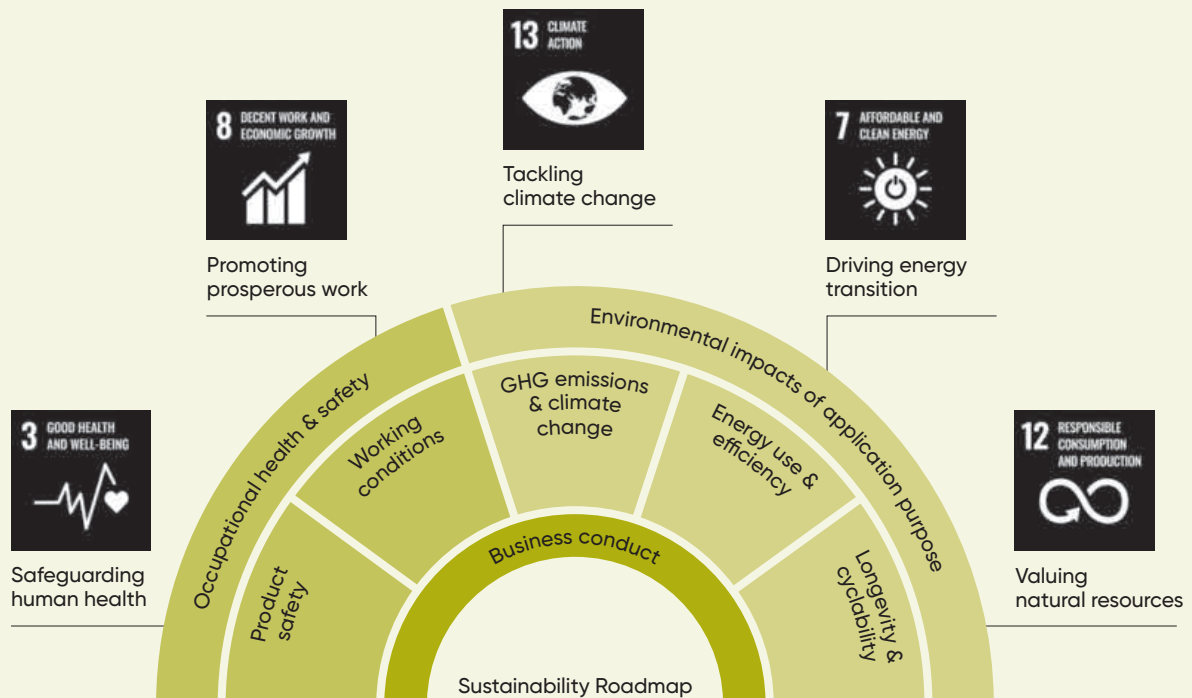 13 CLIMATE
ACTION
Tackling
climate change
8 DECENT WORK AND
ECONOMIC GROWTH
Promoting
prosperous work
7 AFFORDABLE AND
CLEAN ENERGY
Driving energy
transition
3 GOOD HEALTH
AND WELL-BEING
Safeguarding
human health
12 RESPONSIBLE
CONSUMPTION
AND PRODUCTION
Valuing
natural resources
Occupational health & safety
Environmental impacts of application purpose
Product
safety
Working
conditions
GHG emissions
& climate
change
Energy use &
efficiency
Longevity &
cyclability
Business conduct
Sustainability Roadmap